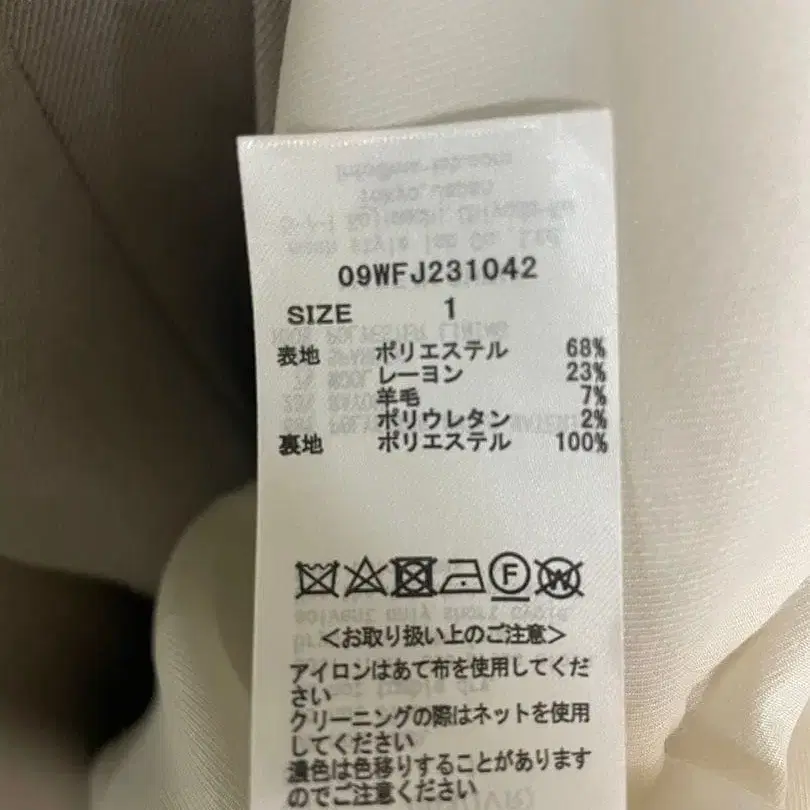 09WFJ231042
SIZE 1
表地 ポリエステル 68%
レーヨン 23%
羊毛 7%
ポリウレタン 2%
裏地 ポリエステル 100%
F W
<お取り扱い上のご注意>
アイロンはあて布を使用してくだ
さい
クリーニングの際はネットを使用
してください
濃色は色移りすることがあります
のでご注意ください